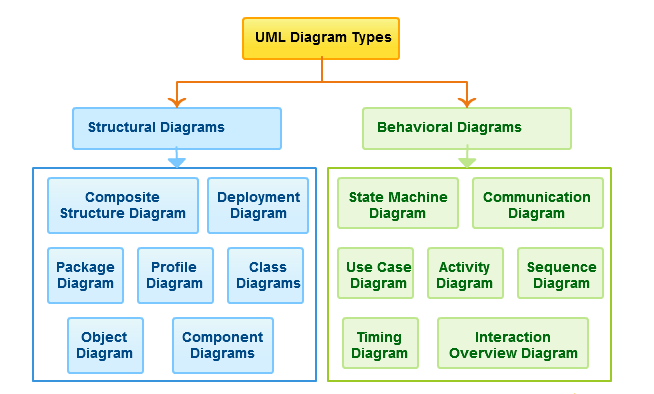 UML Diagram Types
Structural Diagrams
Behavioral Diagrams
Composite
Structure Diagram
Deployment
Diagram
Package
Diagram
Profile
Diagram
Class
Diagrams
Object
Diagram
Component
Diagrams
State Machine
Diagram
Communication
Diagram
Use Case
Diagram
Activity
Diagram
Sequence
Diagram
Timing
Diagram
Interaction
Overview Diagram